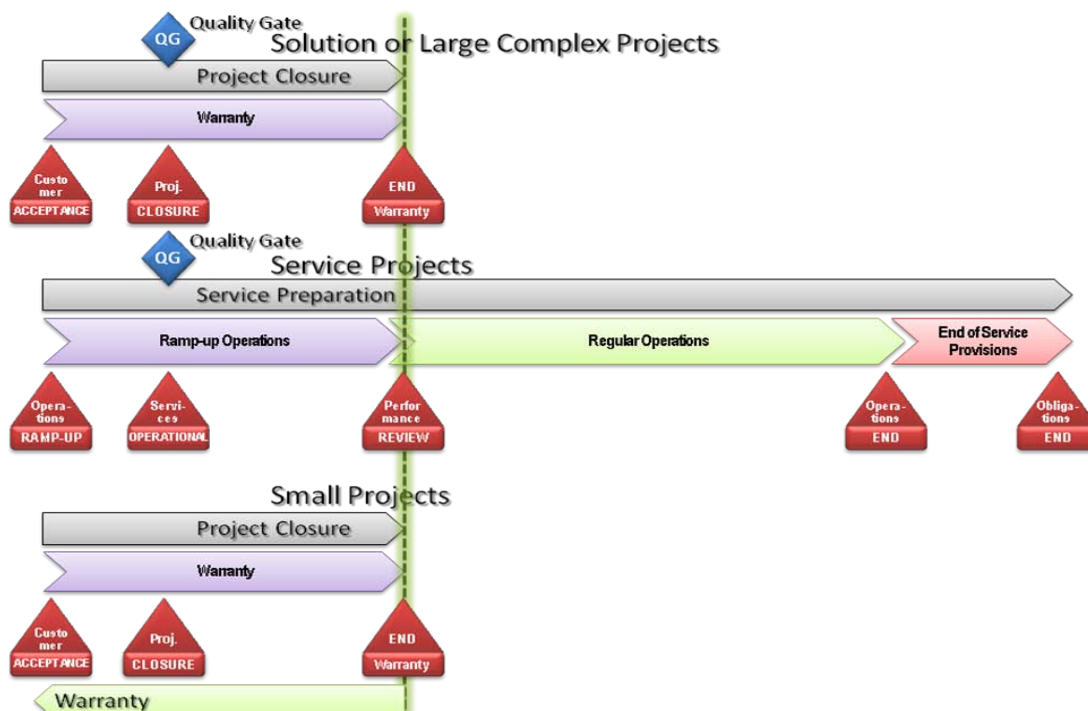 Quality Gate
QG
Solution or Large Complex Projects
Project Closure
Warranty
Custo
mer
ACCEPTANCE
Proj.
CLOSURE
END
Warranty
Quality Gate
QG
Service Projects
Service Preparation
Ramp-up Operations
Regular Operations
End of Service
Provisions
Opera-
tions
RAMP-UP
Servi-
ces
OPERATIONAL
Perfor
mance
REVIEW
Opera-
tions
END
Obliga-
tions
END
Small Projects
Project Closure
Warranty
Custo
mer
ACCEPTANCE
Proj.
CLOSURE
END
Warranty
Warranty